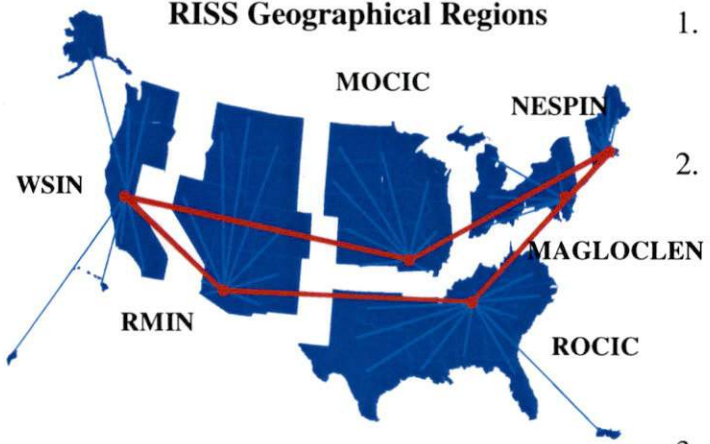 RISS Geographical Regions
1.
MOCIC
NESPIN
2.
WSIN
MAGLOCLEN
RMIN
ROCIC